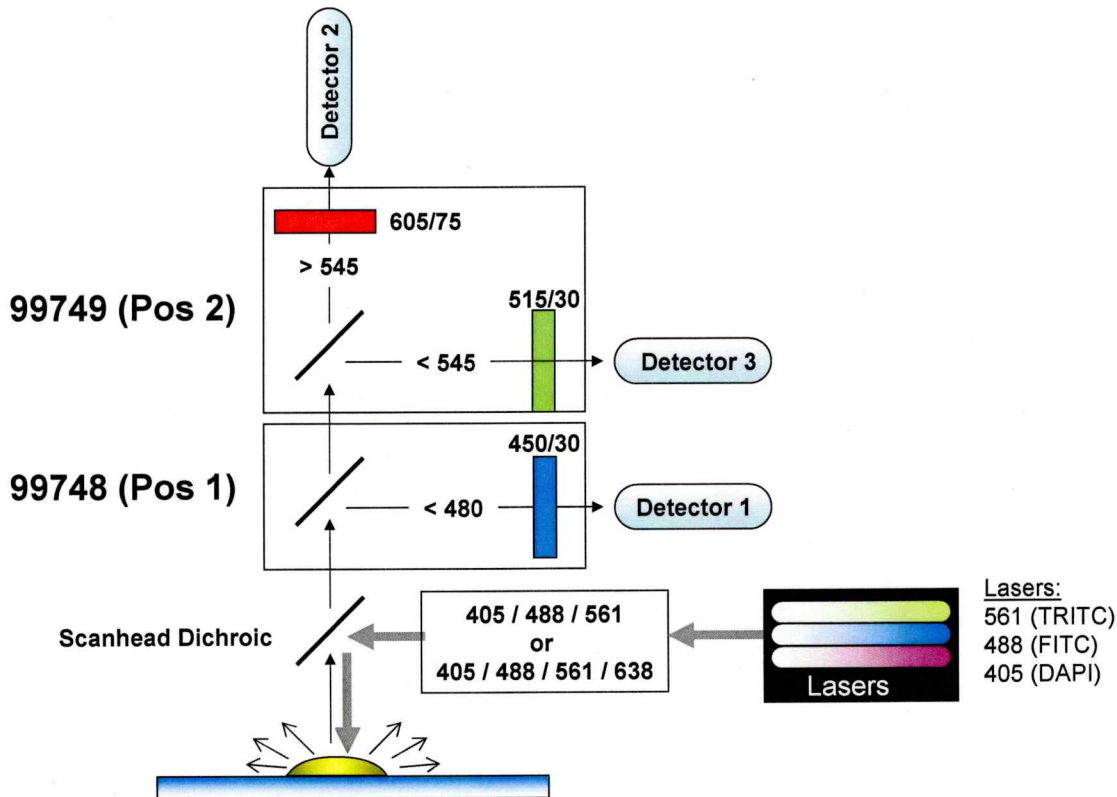 Detector 2
605/75
> 545
99749 (Pos 2)
515/30
< 545
Detector 3
450/30
99748 (Pos 1)
< 480
Detector 1
Scanhead Dichroic
405 / 488 / 561
or
405 / 488 / 561 / 638
Lasers
Lasers:
561 (TRITC)
488 (FITC)
405 (DAPI)